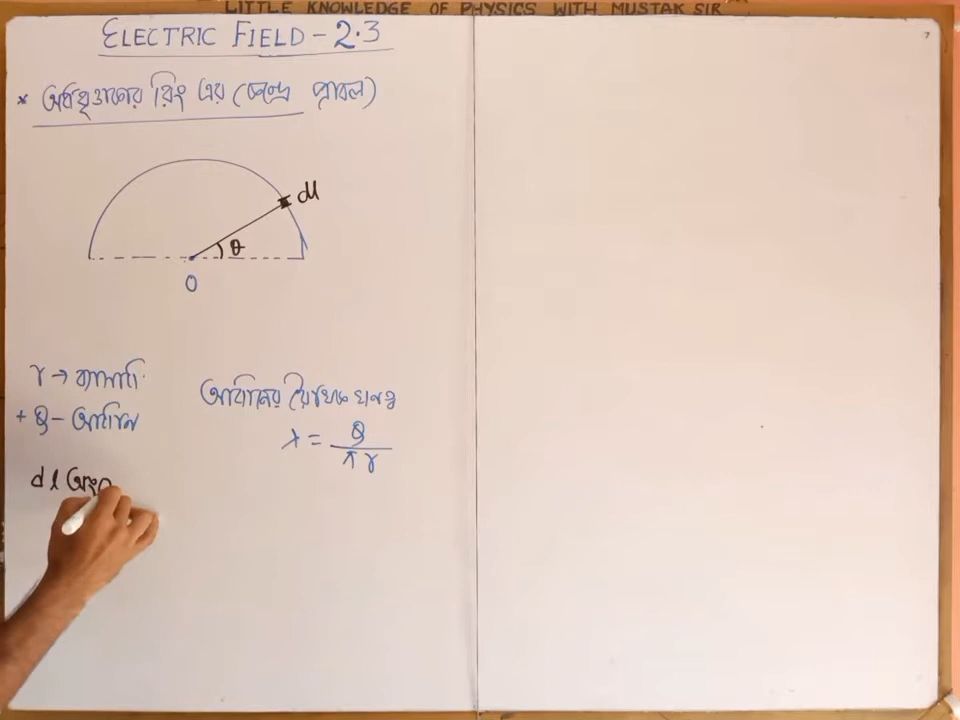 LITTLE KNOWLEDGE OF PHYSICS WITH MUSTAK SIR
ELECTRIC FIELD - 2.3
* অর্ধবৃত্তাকার রিং এর কেন্দ্রে প্রাবল্য
dl
θ
O
r → ব্যাসার্ধ
+ Q - আধান
আধানের রৈখিক ঘনত্ব
λ = Q / πr
dl